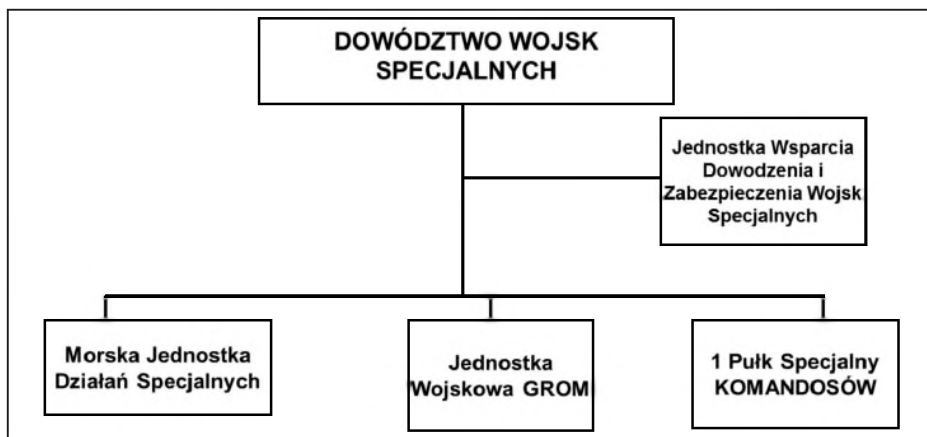 DOWÓDZTWO WOJSK
SPECJALNYCH
Jednostka Wsparcia
Dowodzenia i
Zabezpieczenia Wojsk
Specjalnych
Morska Jednostka
Działań Specjalnych
Jednostka
Wojskowa GROM
1 Pułk Specjalny
KOMANDOSÓW